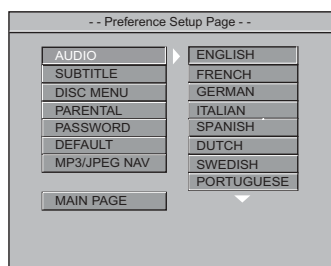 - - Preference Setup Page - -
AUDIO
SUBTITLE
DISC MENU
PARENTAL
PASSWORD
DEFAULT
MP3/JPEG NAV
MAIN PAGE
ENGLISH
FRENCH
GERMAN
ITALIAN
SPANISH
DUTCH
SWEDISH
PORTUGUESE